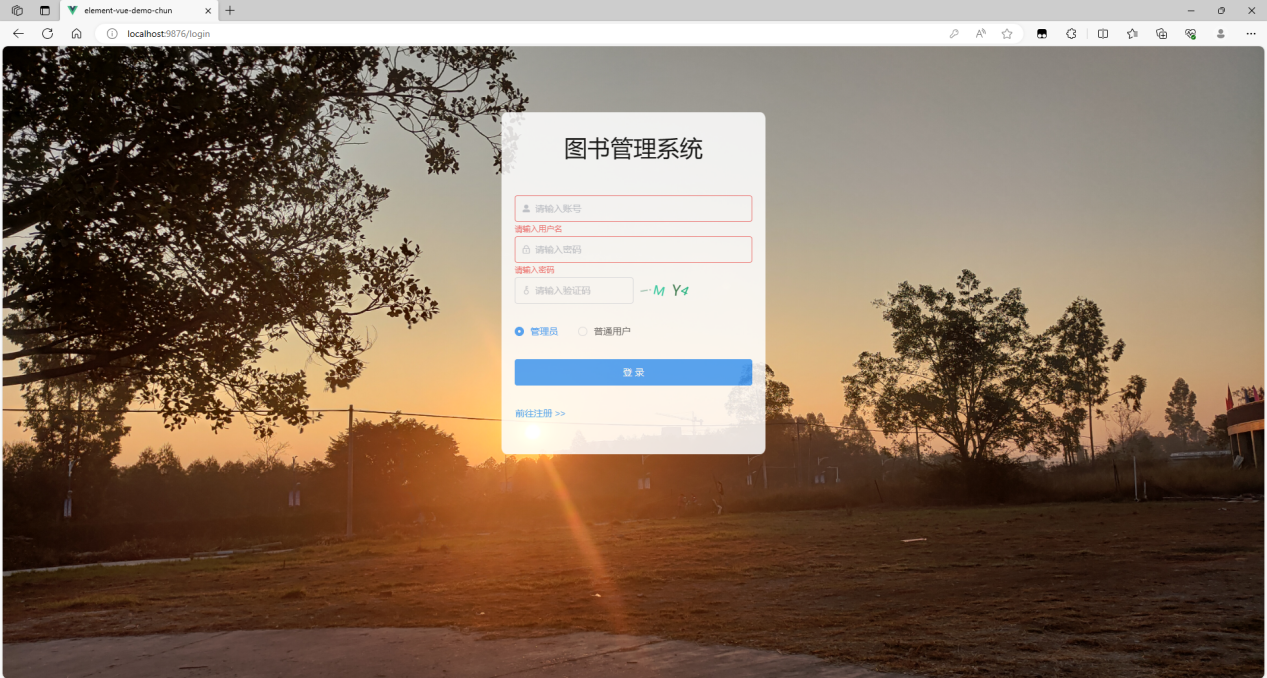 element-vue-demo-chun
localhost:9876/login
图书管理系统
请输入账号
请输入用户名
请输入密码
请输入密码
请输入验证码
管理员 普通用户
登 录
前往注册 >>